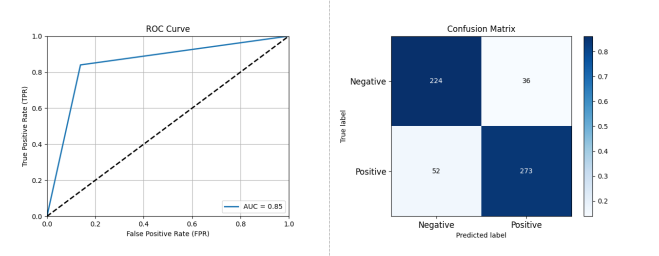 ROC Curve
1.0
0.8
0.6
0.4
0.2
0.0
0.0 0.2 0.4 0.6 0.8 1.0
True Positive Rate (TPR)
False Positive Rate (FPR)
AUC = 0.85
Confusion Matrix
True label
Negative 224 36
Positive 52 273
Negative Positive
Predicted label
0.8
0.7
0.6
0.5
0.4
0.3
0.2